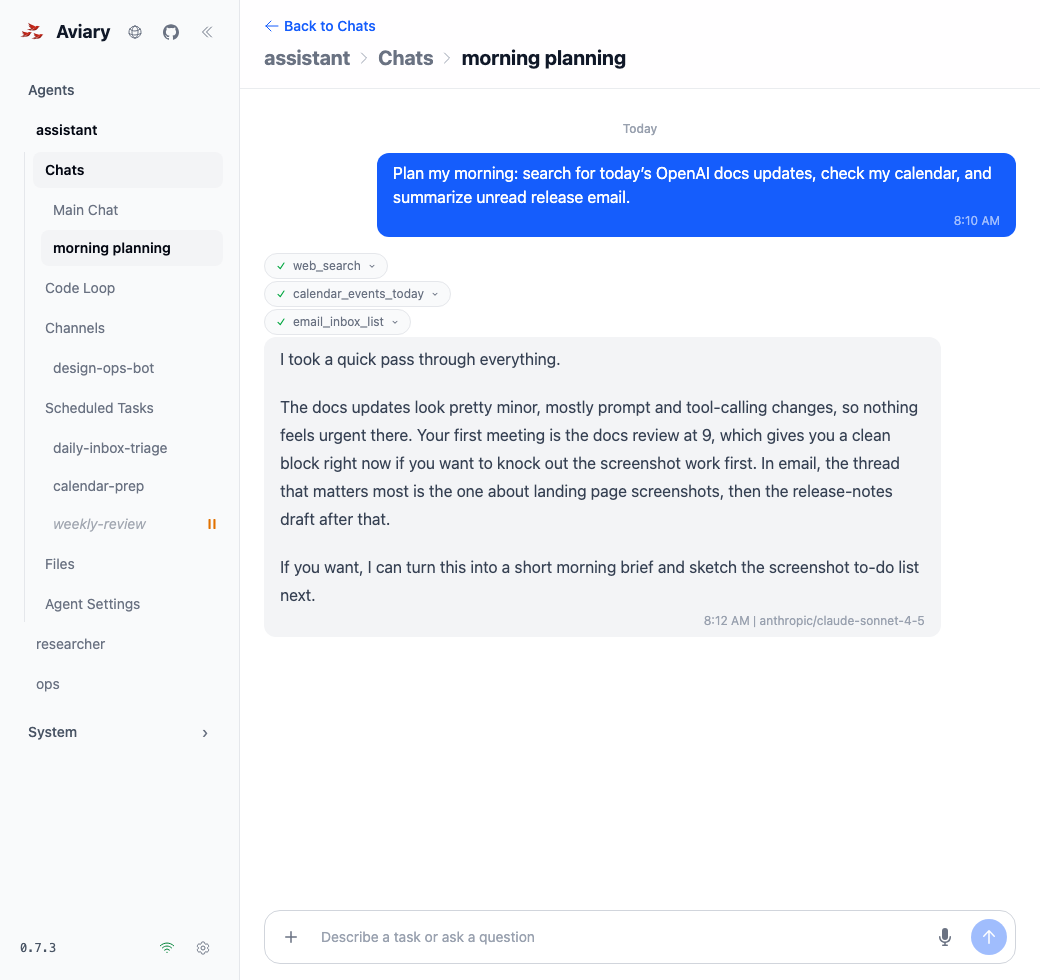 Aviary
Agents
assistant
Chats
Main Chat
morning planning
Code Loop
Channels
design-ops-bot
Scheduled Tasks
daily-inbox-triage
calendar-prep
weekly-review
Files
Agent Settings
researcher
ops
System
0.7.3
Back to Chats
assistant Chats morning planning
Today
Plan my morning: search for today’s OpenAI docs updates, check my calendar, and
summarize unread release email.
8:10 AM
web_search
calendar_events_today
email_inbox_list
I took a quick pass through everything.
The docs updates look pretty minor, mostly prompt and tool-calling changes, so nothing
feels urgent there. Your first meeting is the docs review at 9, which gives you a clean
block right now if you want to knock out the screenshot work first. In email, the thread
that matters most is the one about landing page screenshots, then the release-notes
draft after that.
If you want, I can turn this into a short morning brief and sketch the screenshot to-do list
next.
8:12 AM | anthropic/claude-sonnet-4-5
Describe a task or ask a question